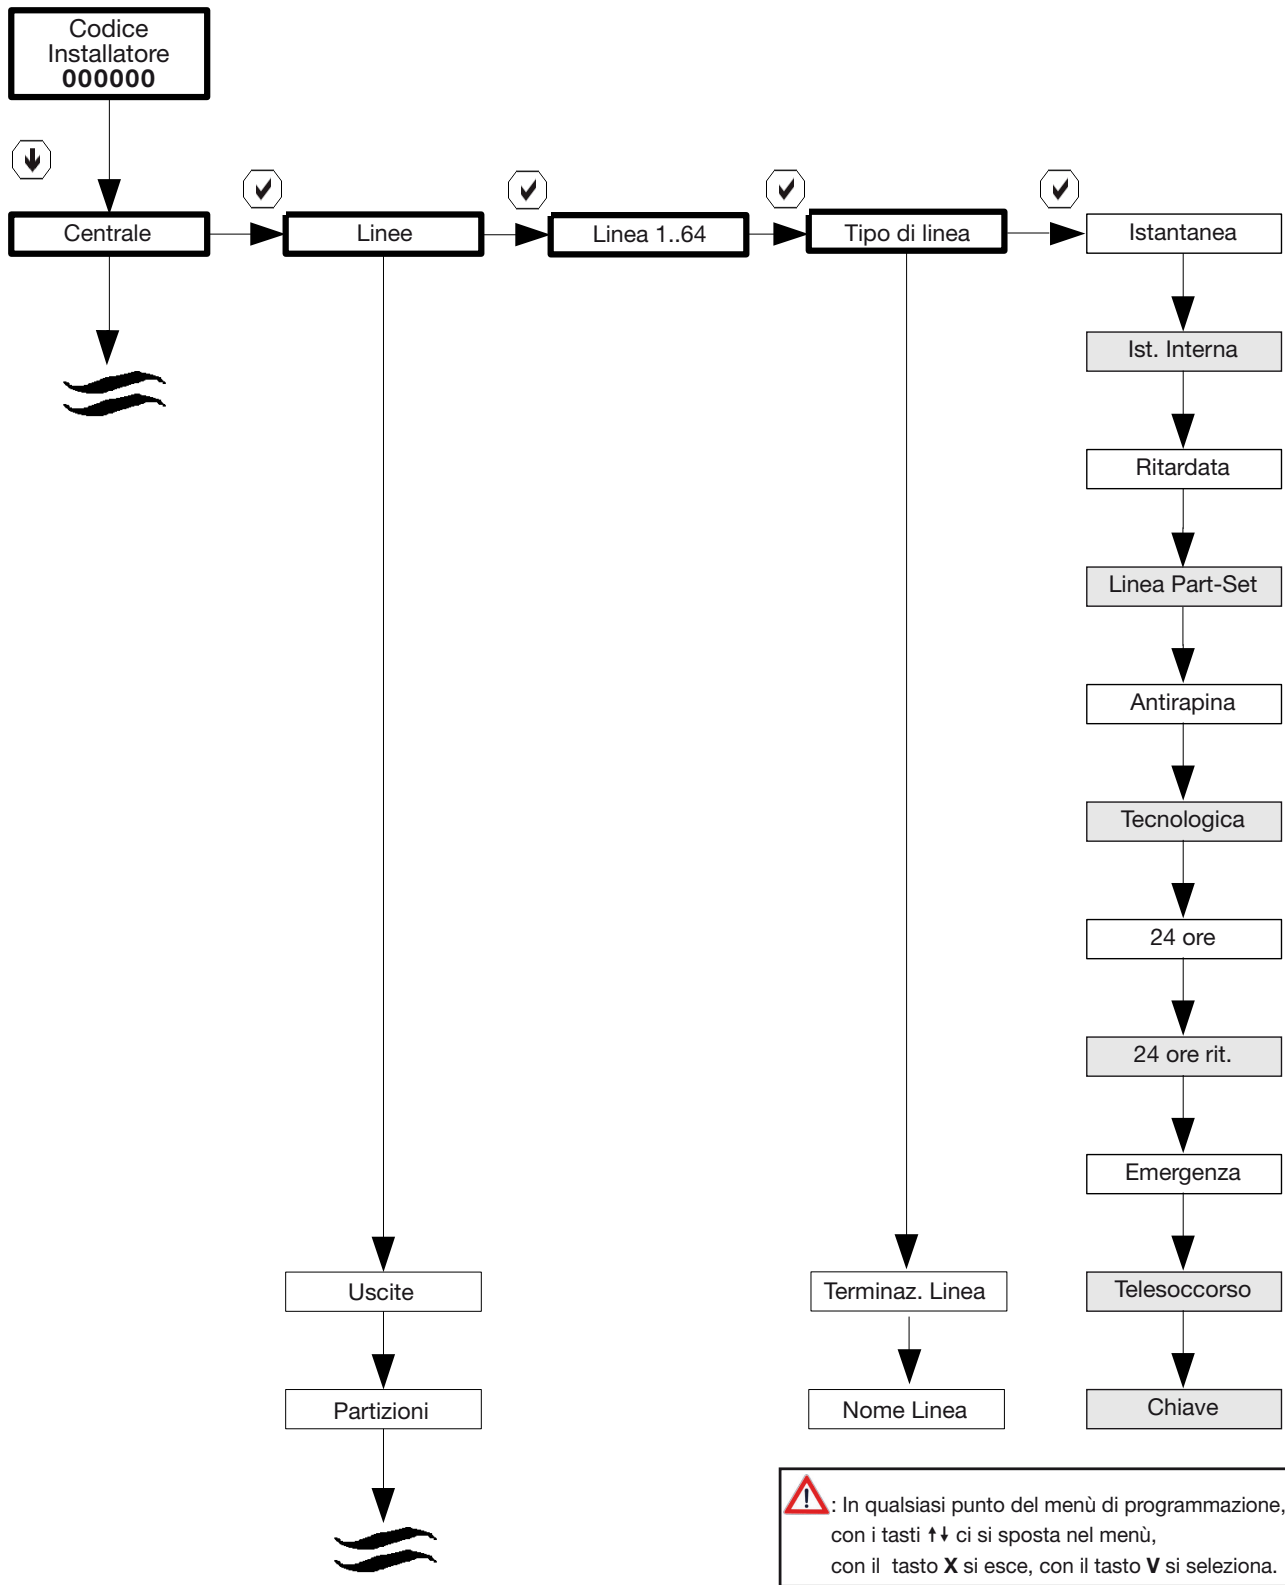 Codice
Installatore
000000
Centrale
Linee
Linea 1..64
Tipo di linea
Istantanea
Ist. Interna
Ritardata
Linea Part-Set
Antirapina
Tecnologica
24 ore
24 ore rit.
Emergenza
Uscite
Terminaz. Linea
Telesoccorso
Partizioni
Nome Linea
Chiave
: In qualsiasi punto del menù di programmazione,
con i tasti ↑↓ ci si sposta nel menù,
con il tasto X si esce, con il tasto V si seleziona.